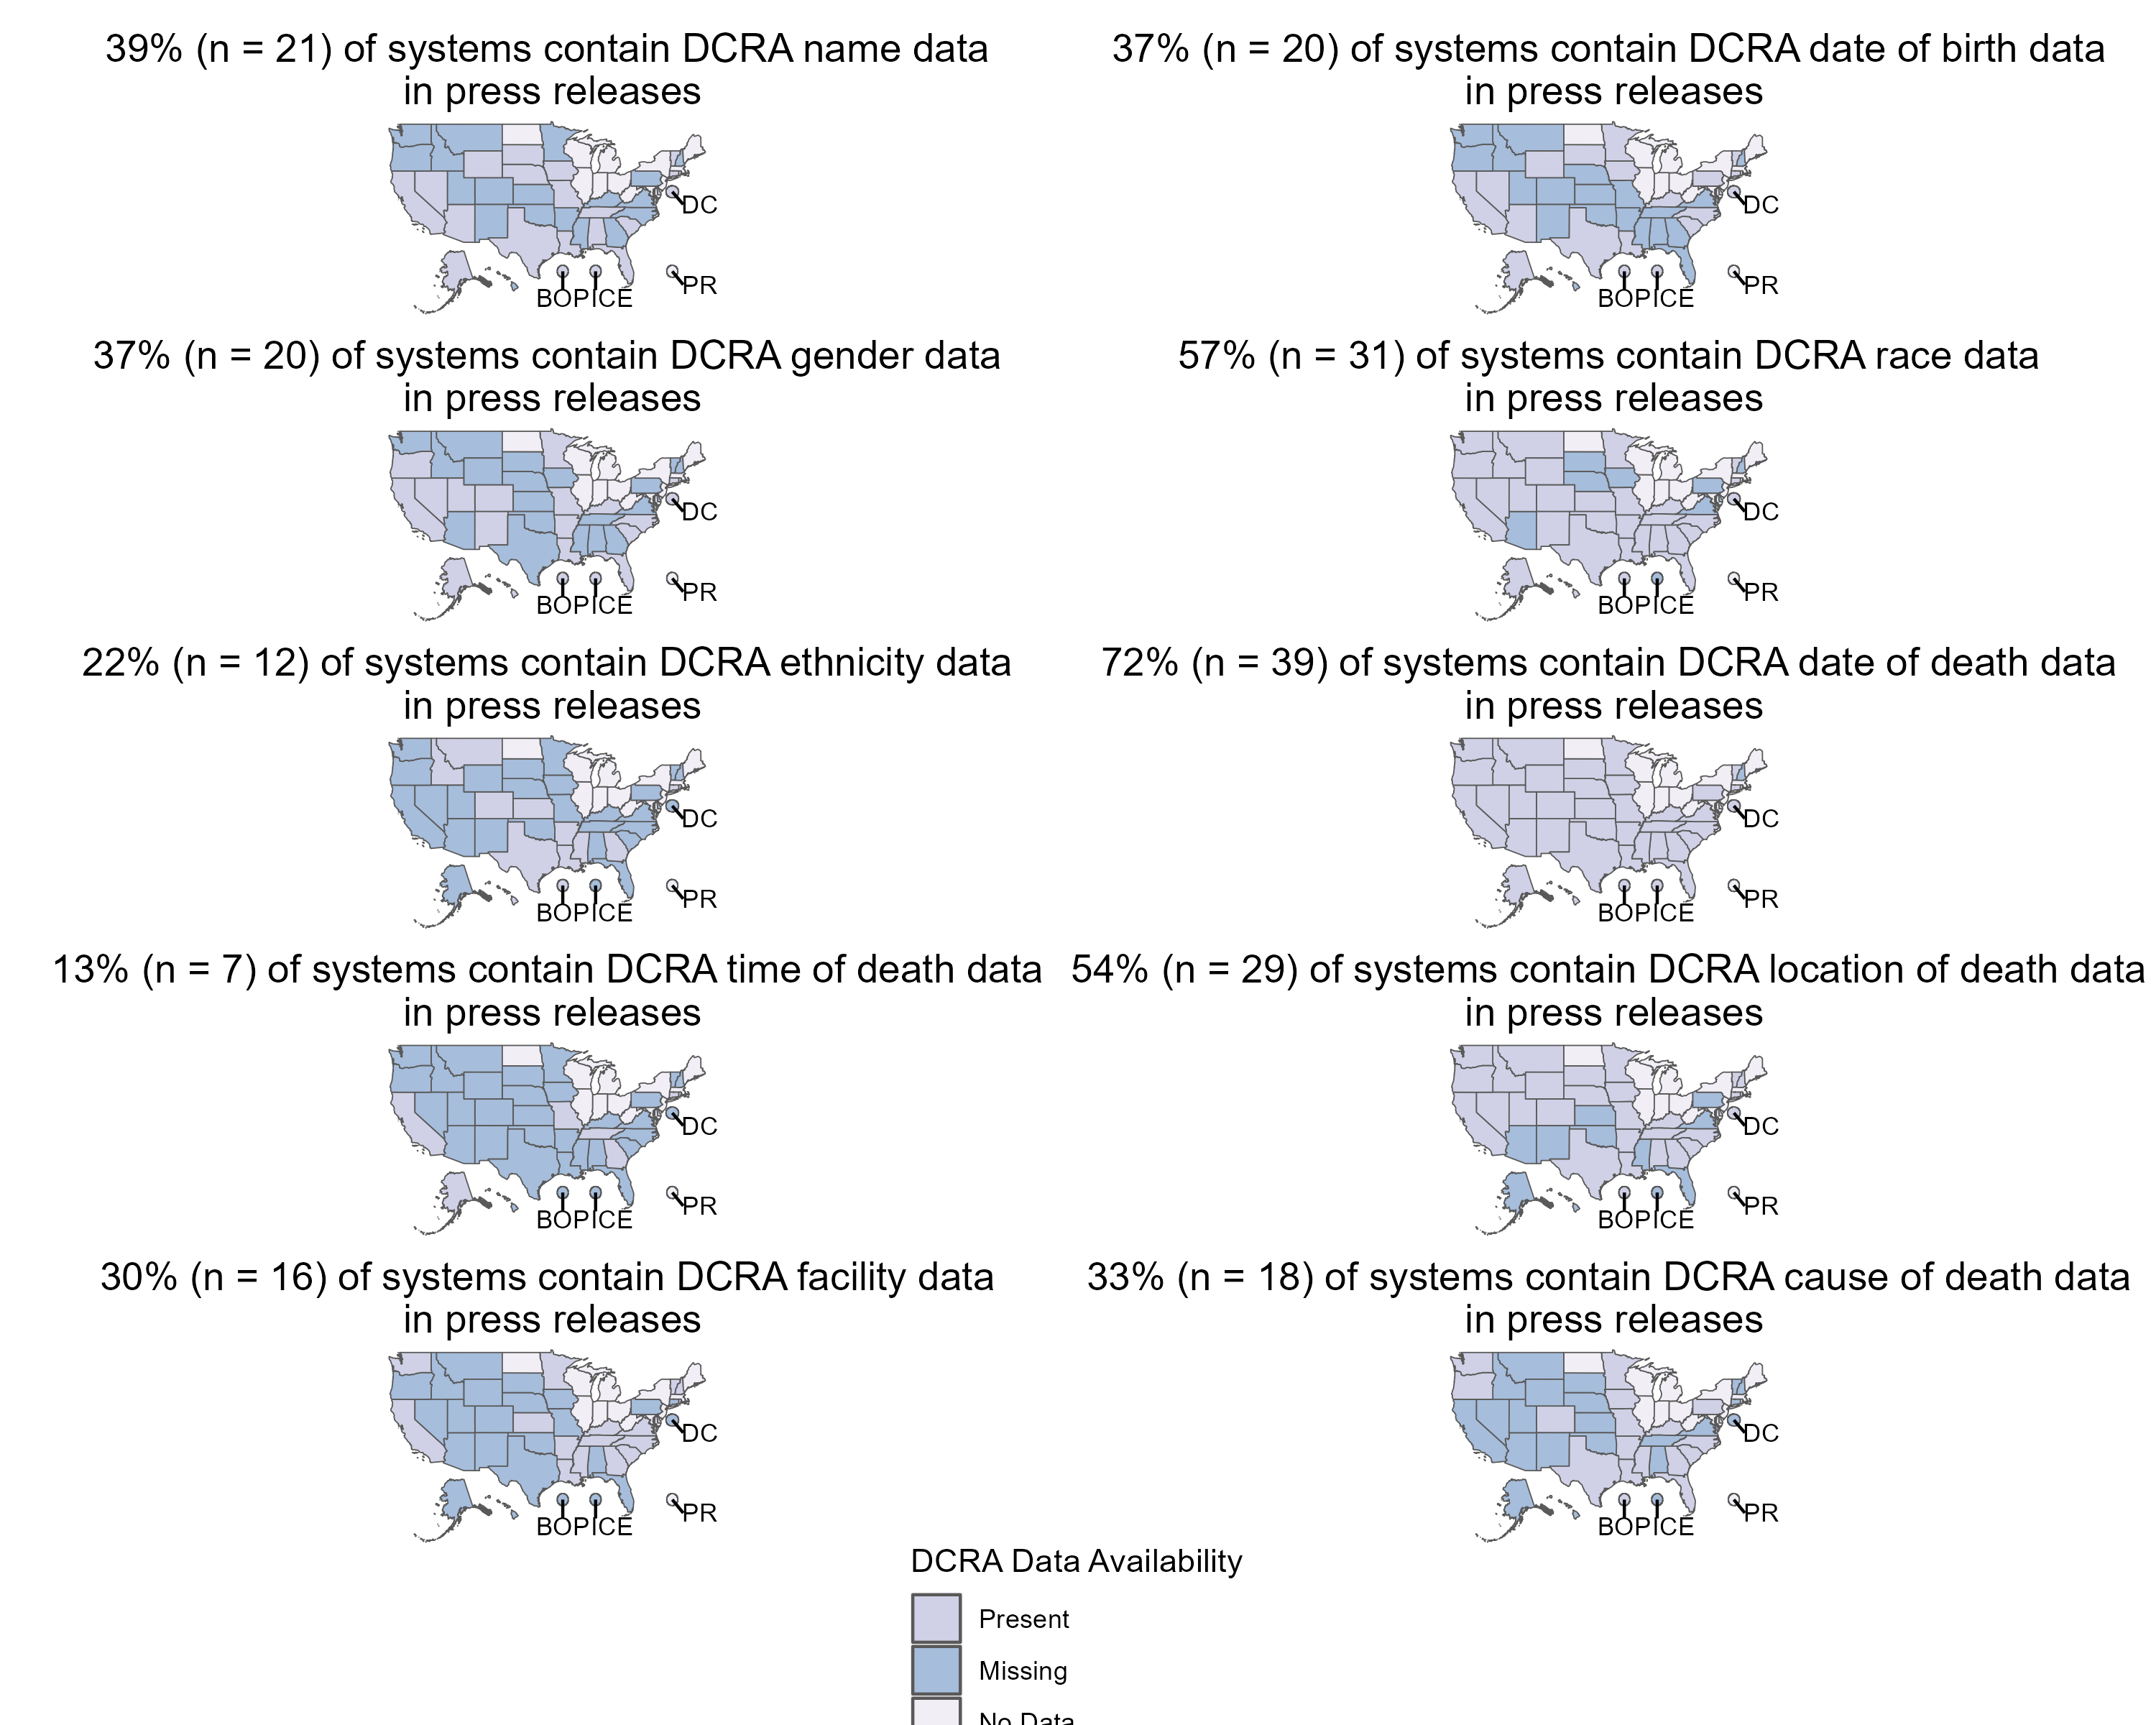 39% (n = 21) of systems contain DCRA name data
in press releases
DC
BOP ICE
PR
37% (n = 20) of systems contain DCRA date of birth data
in press releases
DC
BOP ICE
PR
37% (n = 20) of systems contain DCRA gender data
in press releases
DC
BOP ICE
PR
57% (n = 31) of systems contain DCRA race data
in press releases
DC
BOP ICE
PR
22% (n = 12) of systems contain DCRA ethnicity data
in press releases
DC
BOP ICE
PR
72% (n = 39) of systems contain DCRA date of death data
in press releases
DC
BOP ICE
PR
13% (n = 7) of systems contain DCRA time of death data
in press releases
DC
BOP ICE
PR
54% (n = 29) of systems contain DCRA location of death data
in press releases
DC
BOP ICE
PR
30% (n = 16) of systems contain DCRA facility data
in press releases
DC
BOP ICE
PR
33% (n = 18) of systems contain DCRA cause of death data
in press releases
DC
BOP ICE
PR
DCRA Data Availability
Present
Missing
No Data